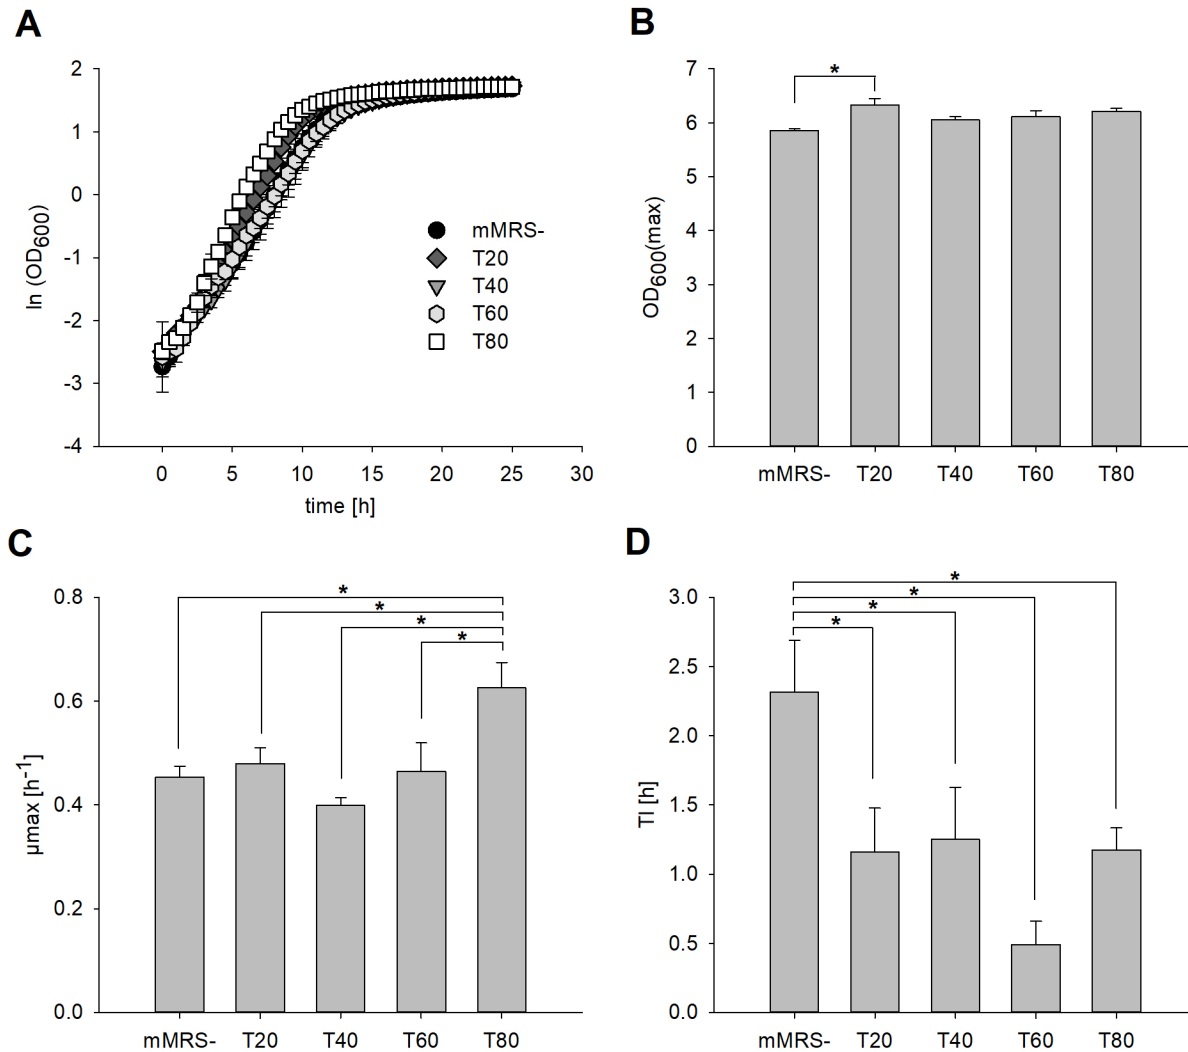 A
2
1
0
-1
-2
-3
-4
ln (OD600)
mMRS-
T20
T40
T60
T80
0 5 10 15 20 25 30
time [h]
B
7
6
5
4
3
2
1
0
OD600(max)
*
mMRS- T20 T40 T60 T80
C
0.8
0.6
0.4
0.2
0.0
µmax [h-1]
*
*
*
*
mMRS- T20 T40 T60 T80
D
3.0
2.5
2.0
1.5
1.0
0.5
0.0
TI [h]
*
*
*
*
mMRS- T20 T40 T60 T80